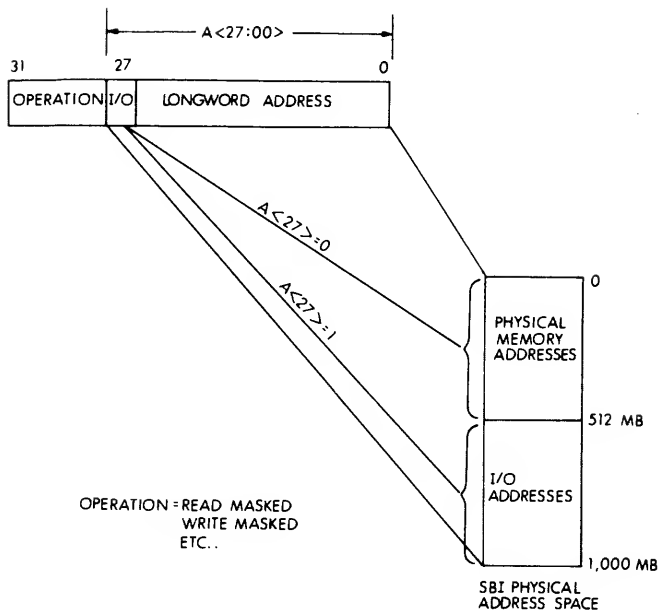 A<27:00>
31 27 0
OPERATION I/O LONGWORD ADDRESS
A<27>=0
A<27>=1
0
PHYSICAL
MEMORY
ADDRESSES
512 MB
I/O
ADDRESSES
1,000 MB
OPERATION = READ MASKED
WRITE MASKED
ETC..
SBI PHYSICAL
ADDRESS SPACE